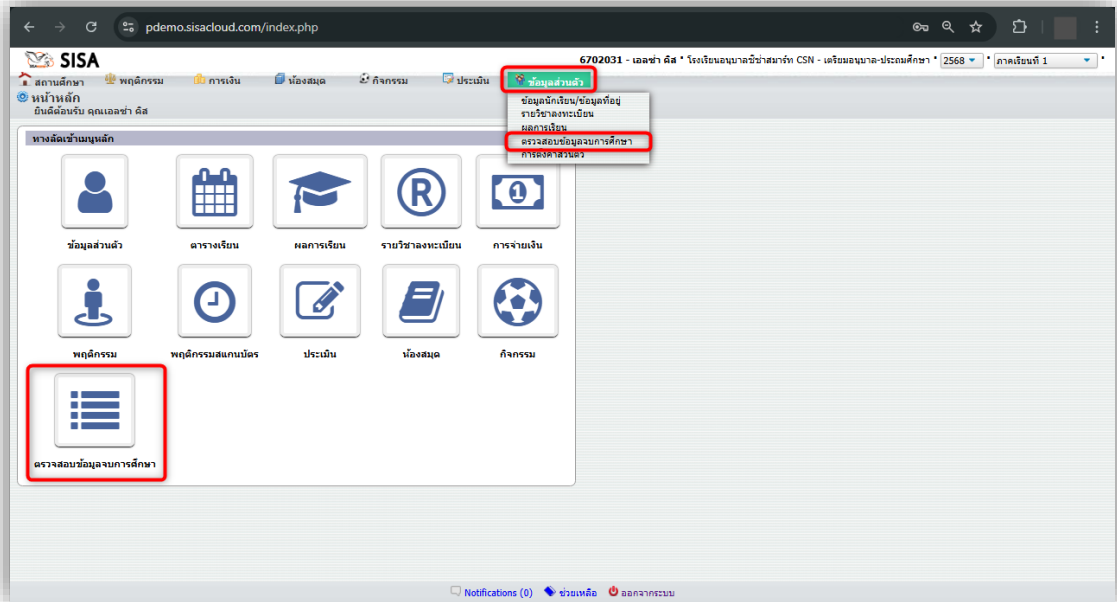 pdemo.sisacloud.com/index.php
SISA
6702031 - เอลซ่า ดิส * โรงเรียนอนุบาลชิช่าสมาร์ท CSN - เตรียมอนุบาล-ประถมศึกษา * 2568 * ภาคเรียนที่ 1 *
สถานศึกษา พฤติกรรม การเงิน ห้องสมุด กิจกรรม ประเมิน ข้อมูลส่วนตัว
หน้าหลัก
ยินดีต้อนรับ คุณเอลซ่า ดิส
ข้อมูลนักเรียน/ข้อมูลที่อยู่
รายวิชาลงทะเบียน
ผลการเรียน
ตรวจสอบข้อมูลจบการศึกษา
การตั้งค่าส่วนตัว
ทางลัดเข้าเมนูหลัก
R 1
ข้อมูลส่วนตัว ตารางเรียน ผลการเรียน รายวิชาลงทะเบียน การจ่ายเงิน
พฤติกรรม พฤติกรรมสแกนบัตร ประเมิน ห้องสมุด กิจกรรม
ตรวจสอบข้อมูลจบการศึกษา
Notifications (0) ช่วยเหลือ ออกจากระบบ